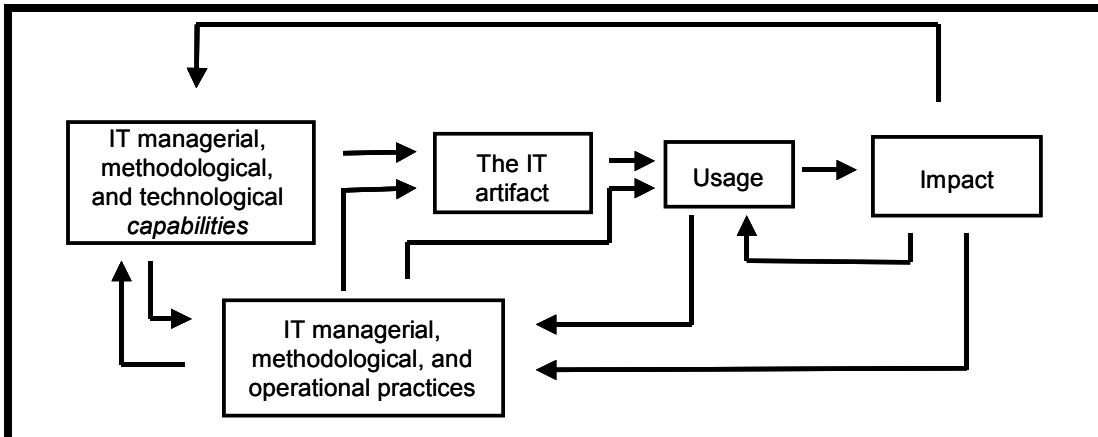 IT managerial,
methodological,
and technological
capabilities
The IT
artifact
Usage
Impact
IT managerial,
methodological, and
operational practices